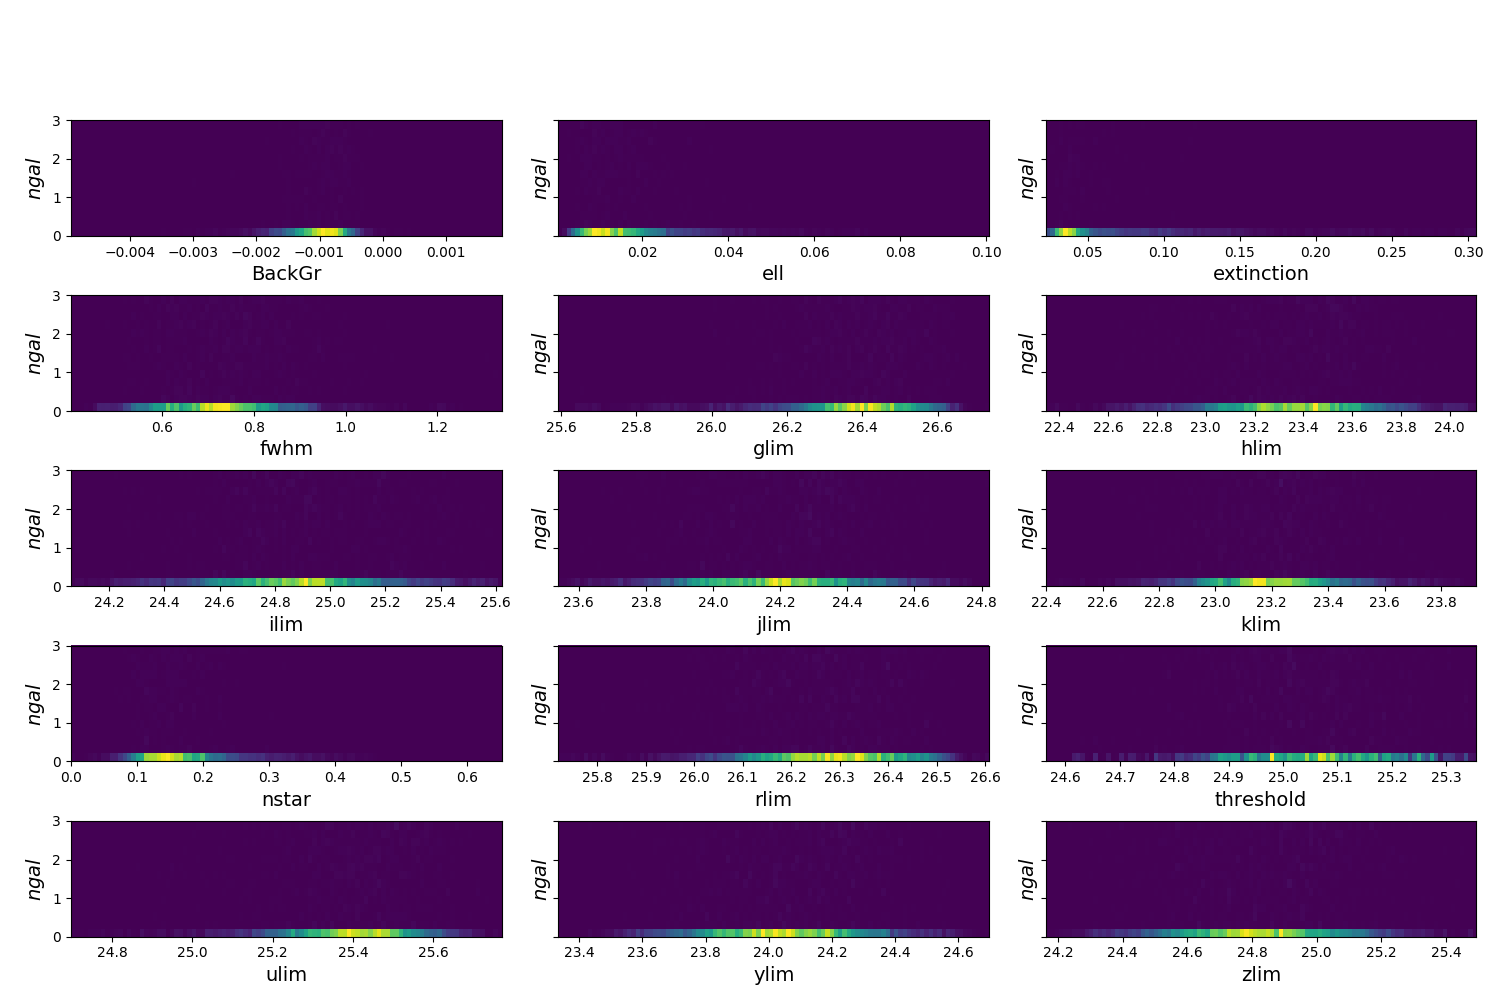 3
2
1
0
ngal
−0.004 −0.003 −0.002 −0.001 0.000 0.001
BackGr
ngal
0.02 0.04 0.06 0.08 0.10
ell
ngal
0.05 0.10 0.15 0.20 0.25 0.30
extinction
3
2
1
0
ngal
0.6 0.8 1.0 1.2
fwhm
ngal
25.6 25.8 26.0 26.2 26.4 26.6
glim
ngal
22.4 22.6 22.8 23.0 23.2 23.4 23.6 23.8 24.0
hlim
3
2
1
0
ngal
24.2 24.4 24.6 24.8 25.0 25.2 25.4 25.6
ilim
ngal
23.6 23.8 24.0 24.2 24.4 24.6 24.8
jlim
ngal
22.4 22.6 22.8 23.0 23.2 23.4 23.6 23.8
klim
3
2
1
0
ngal
0.0 0.1 0.2 0.3 0.4 0.5 0.6
nstar
ngal
25.8 25.9 26.0 26.1 26.2 26.3 26.4 26.5 26.6
rlim
ngal
24.6 24.7 24.8 24.9 25.0 25.1 25.2 25.3
threshold
3
2
1
0
ngal
24.8 25.0 25.2 25.4 25.6
ulim
ngal
23.4 23.6 23.8 24.0 24.2 24.4 24.6
ylim
ngal
24.2 24.4 24.6 24.8 25.0 25.2 25.4
zlim